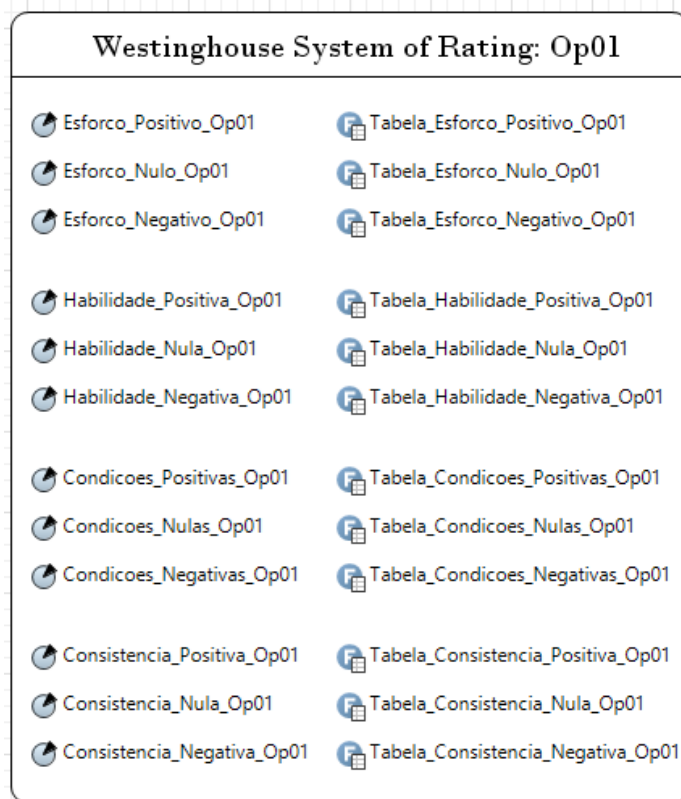 Westinghouse System of Rating: Op01
Esforco_Positivo_Op01 Tabela_Esforco_Positivo_Op01
Esforco_Nulo_Op01 Tabela_Esforco_Nulo_Op01
Esforco_Negativo_Op01 Tabela_Esforco_Negativo_Op01
Habilidade_Positiva_Op01 Tabela_Habilidade_Positiva_Op01
Habilidade_Nula_Op01 Tabela_Habilidade_Nula_Op01
Habilidade_Negativa_Op01 Tabela_Habilidade_Negativa_Op01
Condicoes_Positivas_Op01 Tabela_Condicoes_Positivas_Op01
Condicoes_Nulas_Op01 Tabela_Condicoes_Nulas_Op01
Condicoes_Negativas_Op01 Tabela_Condicoes_Negativas_Op01
Consistencia_Positiva_Op01 Tabela_Consistencia_Positiva_Op01
Consistencia_Nula_Op01 Tabela_Consistencia_Nula_Op01
Consistencia_Negativa_Op01 Tabela_Consistencia_Negativa_Op01